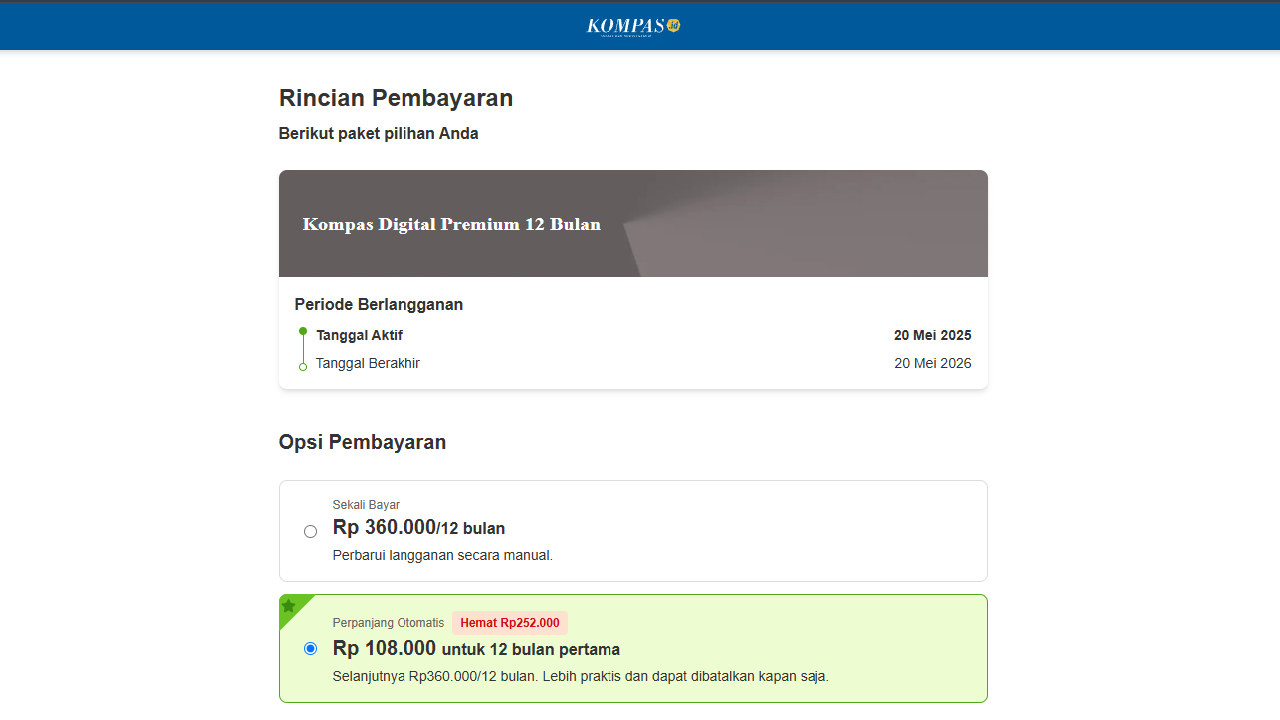 KOMPAS.id
Rincian Pembayaran
Berikut paket pilihan Anda
Kompas Digital Premium 12 Bulan
Periode Berlangganan
Tanggal Aktif 20 Mei 2025
Tanggal Berakhir 20 Mei 2026
Opsi Pembayaran
Sekali Bayar
Rp 360.000/12 bulan
Perbarui langganan secara manual.
Perpanjang Otomatis Hemat Rp252.000
Rp 108.000 untuk 12 bulan pertama
Selanjutnya Rp360.000/12 bulan. Lebih praktis dan dapat dibatalkan kapan saja.